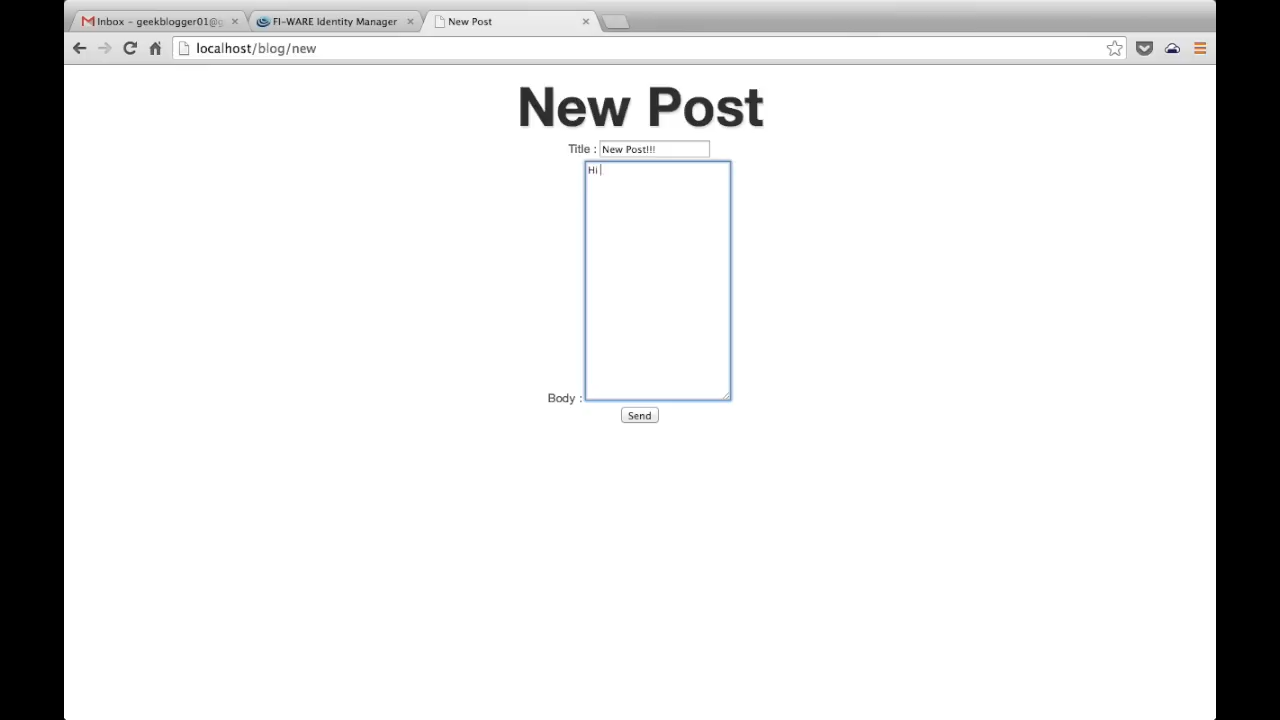 Inbox - geekblogger01@g
FI-WARE Identity Manager
New Post
localhost/blog/new
New Post
Title : New Post!!!
Hi
Body :
Send